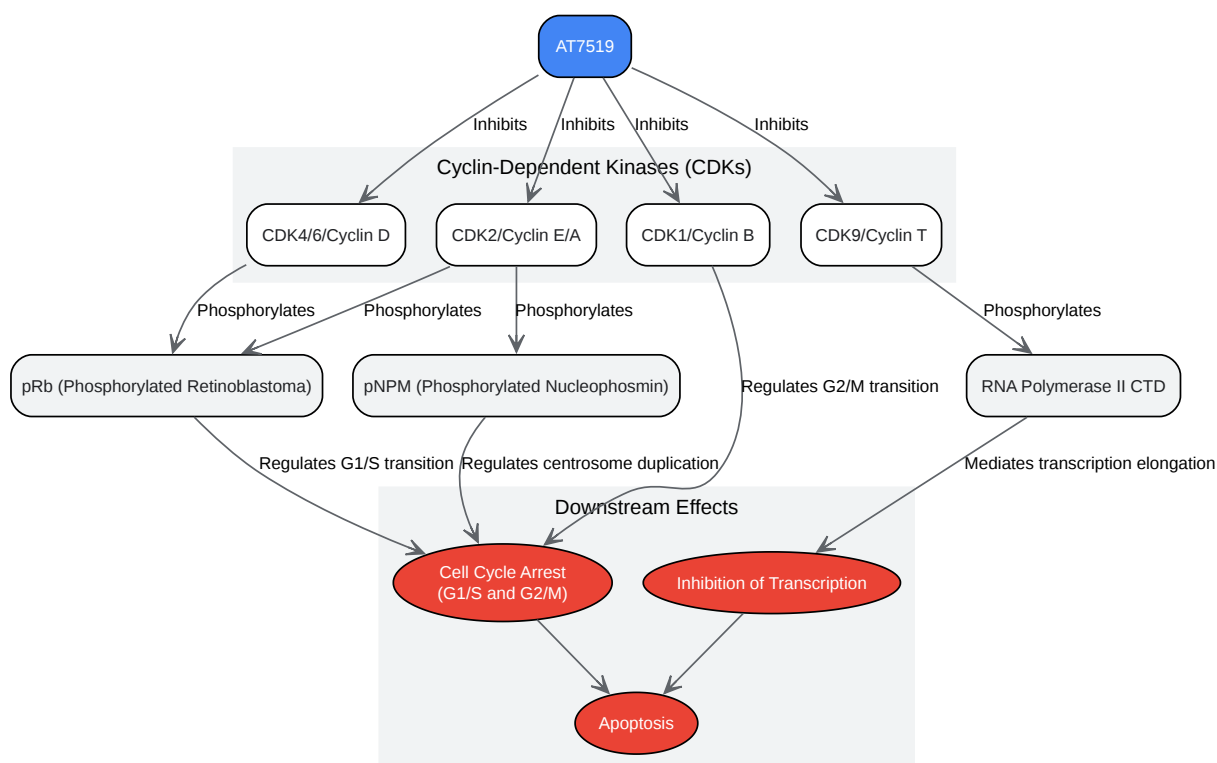 AT7519
Inhibits
Inhibits
Inhibits
Inhibits
Cyclin-Dependent Kinases (CDKs)
CDK4/6/Cyclin D
CDK2/Cyclin E/A
CDK1/Cyclin B
CDK9/Cyclin T
Phosphorylates
Phosphorylates
Phosphorylates
Phosphorylates
pRb (Phosphorylated Retinoblastoma)
pNPM (Phosphorylated Nucleophosmin)
Regulates G2/M transition
RNA Polymerase II CTD
Regulates G1/S transition
Regulates centrosome duplication
Mediates transcription elongation
Downstream Effects
Cell Cycle Arrest
(G1/S and G2/M)
Inhibition of Transcription
Apoptosis